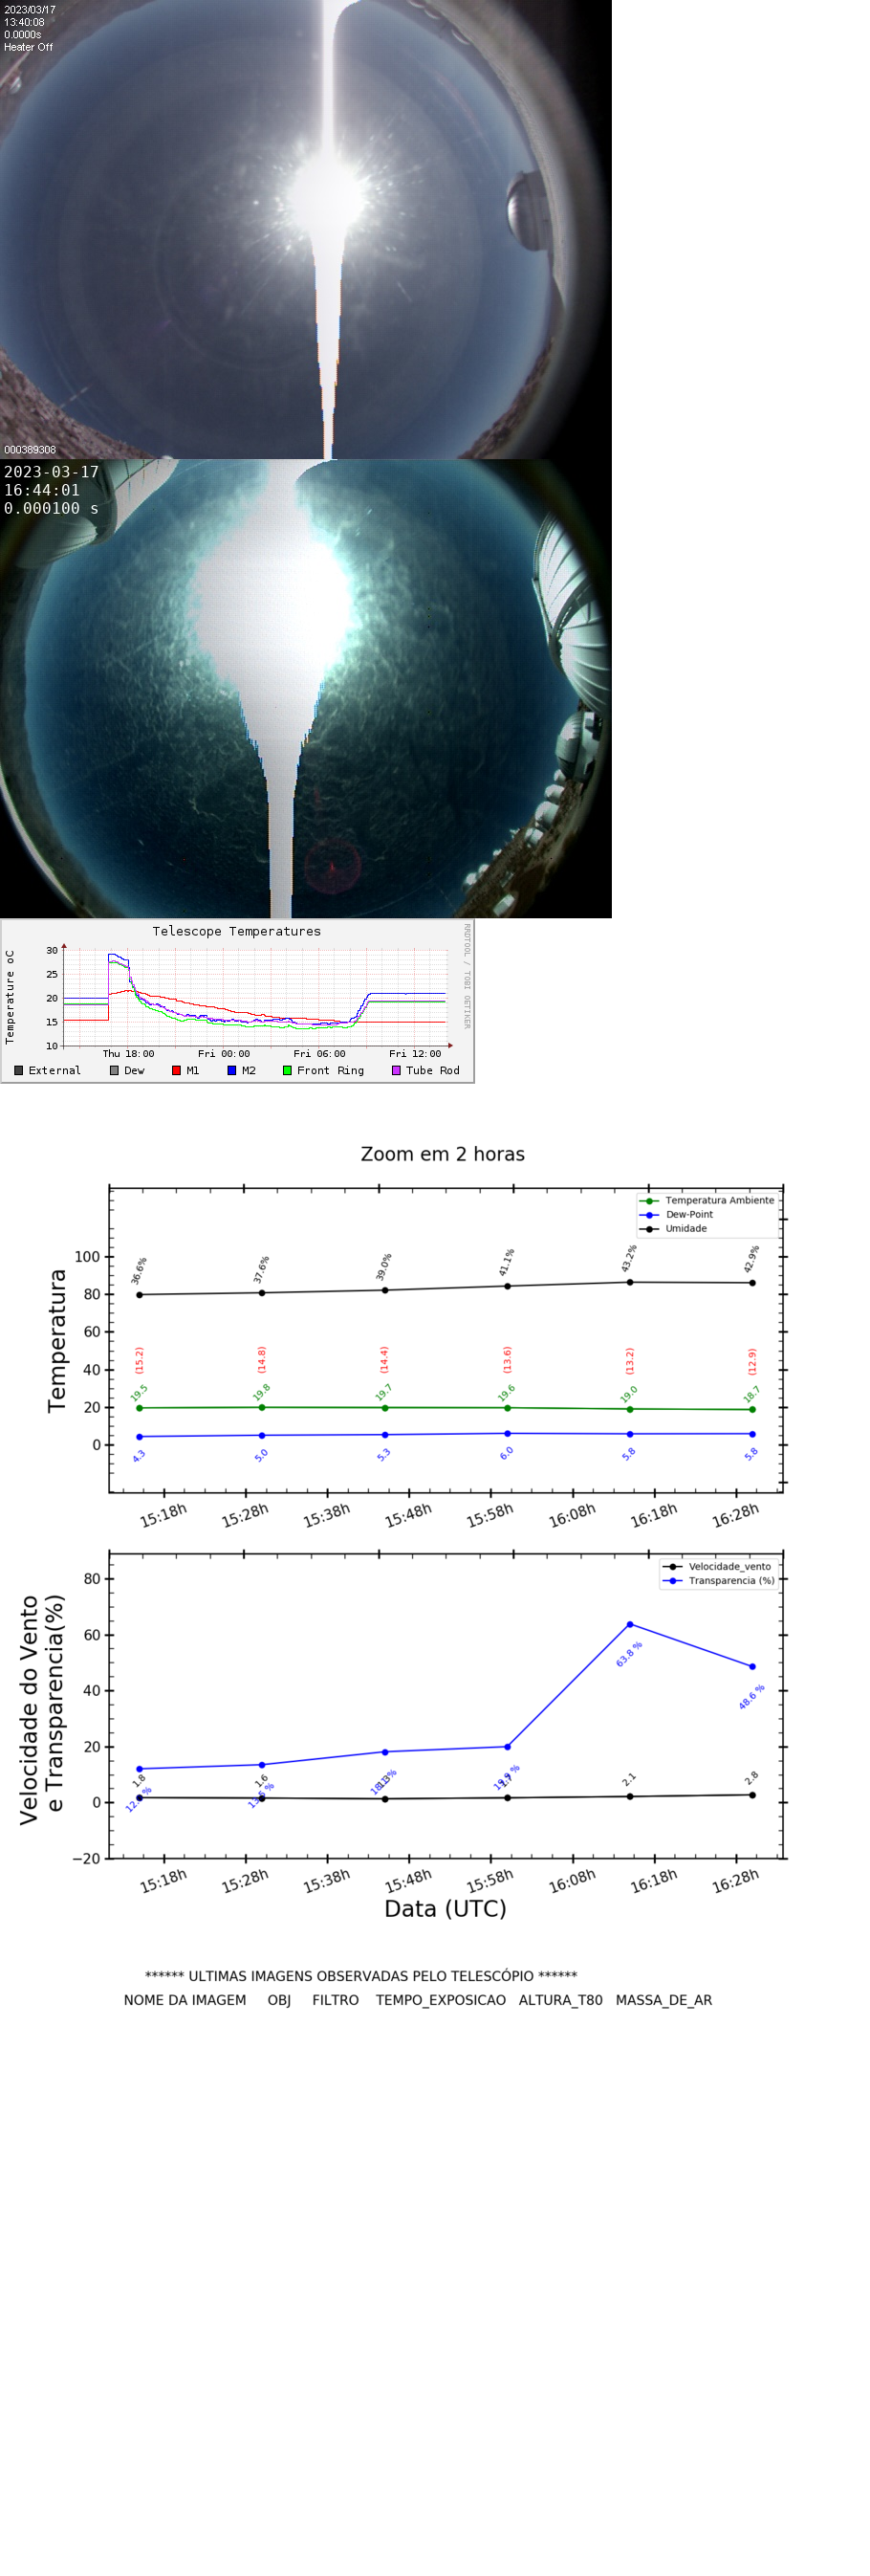 2023/03/17
13:40:08
0.0000s
Heater Off
000389308
2023-03-17
16:44:01
0.000100 s
Telescope Temperatures
RRDTOOL / TOBI OETIKER
Temperature oC
30
25
20
15
10
Thu 18:00 Fri 00:00 Fri 06:00 Fri 12:00
External Dew M1 M2 Front Ring Tube Rod
Zoom em 2 horas
Temperatura Ambiente
Dew-Point
Umidade
Temperatura
100
80
60
40
20
0
36.6% 37.6% 39.0% 41.1% 43.2% 42.9%
(15.2) (14.8) (14.4) (13.6) (13.2) (12.9)
19.5 19.8 19.7 19.6 19.0 18.7
4.3 5.0 5.3 6.0 5.8 5.8
15:18h 15:28h 15:38h 15:48h 15:58h 16:08h 16:18h 16:28h
Velocidade_vento
Transparencia (%)
Velocidade do Vento
e Transparencia(%)
80
60
40
20
0
−20
63.8 % 48.6 %
1.8 1.6 2.1 2.8
15:18h 15:28h 15:38h 15:48h 15:58h 16:08h 16:18h 16:28h
Data (UTC)
****** ULTIMAS IMAGENS OBSERVADAS PELO TELESCÓPIO ******
NOME DA IMAGEM OBJ FILTRO TEMPO_EXPOSICAO ALTURA_T80 MASSA_DE_AR